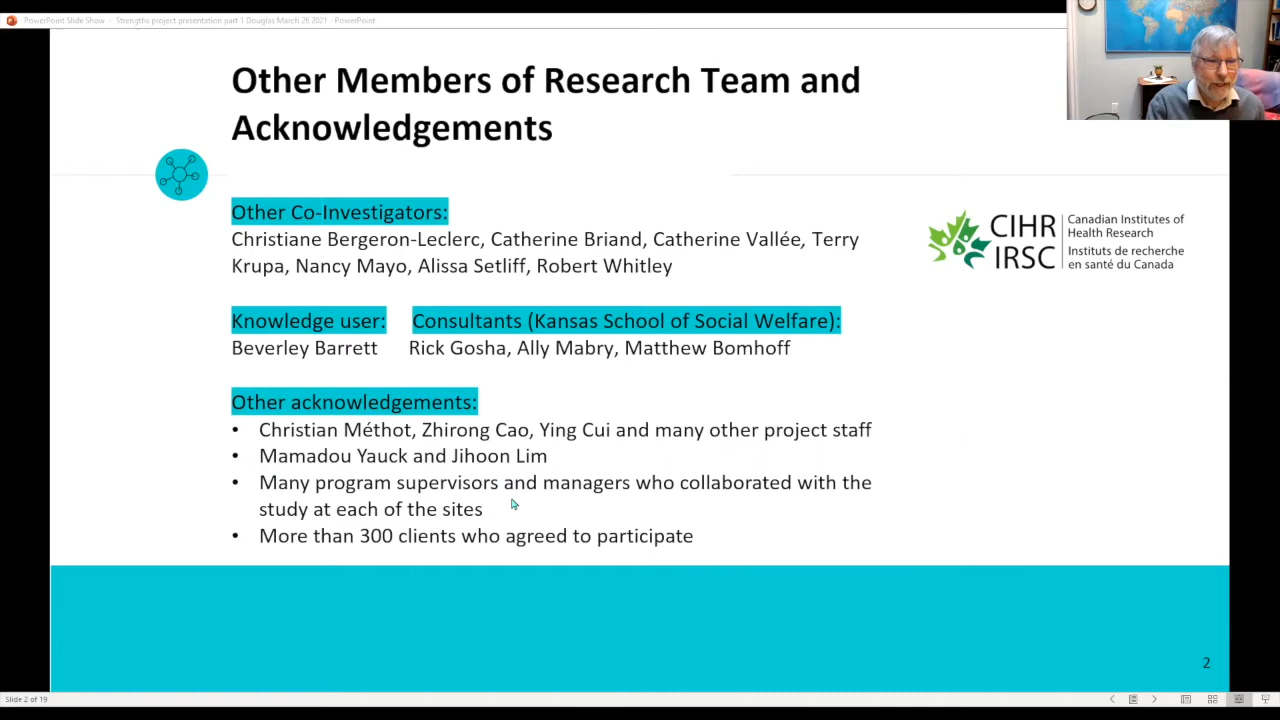 PowerPoint Slide Show - Strengths project presentation part 1 Douglas March 26 2021 - PowerPoint
Other Members of Research Team and
Acknowledgements
Other Co-Investigators:
Christiane Bergeron-Leclerc, Catherine Briand, Catherine Vallée, Terry
Krupa, Nancy Mayo, Alissa Setliff, Robert Whitley
CIHR
IRSC
Canadian Institutes of
Health Research
Instituts de recherche
en santé du Canada
Knowledge user: Consultants (Kansas School of Social Welfare):
Beverley Barrett Rick Gosha, Ally Mabry, Matthew Bomhoff
Other acknowledgements:
• Christian Méthot, Zhirong Cao, Ying Cui and many other project staff
• Mamadou Yauck and Jihoon Lim
• Many program supervisors and managers who collaborated with the
study at each of the sites
• More than 300 clients who agreed to participate
2
Slide 2 of 19